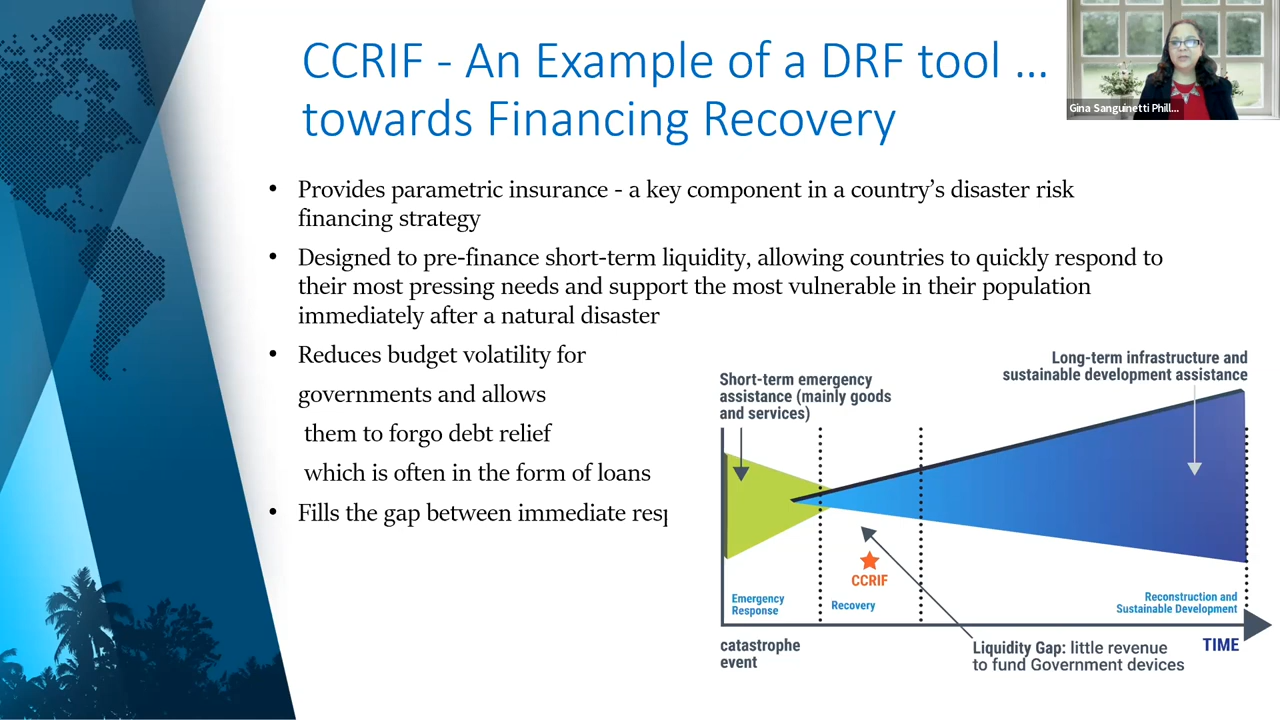 CCRIF - An Example of a DRF tool ...
towards Financing Recovery
Gina Sanguinetti Phill...
• Provides parametric insurance - a key component in a country’s disaster risk
financing strategy
• Designed to pre-finance short-term liquidity, allowing countries to quickly respond to
their most pressing needs and support the most vulnerable in their population
immediately after a natural disaster
• Reduces budget volatility for
governments and allows
them to forgo debt relief
which is often in the form of loans
• Fills the gap between immediate
Short-term emergency
assistance (mainly goods
and services)
Long-term infrastructure and
sustainable development assistance
CCRIF
Emergency
Response
Recovery
Reconstruction and
Sustainable Development
catastrophe
event
Liquidity Gap: little revenue
to fund Government devices
TIME